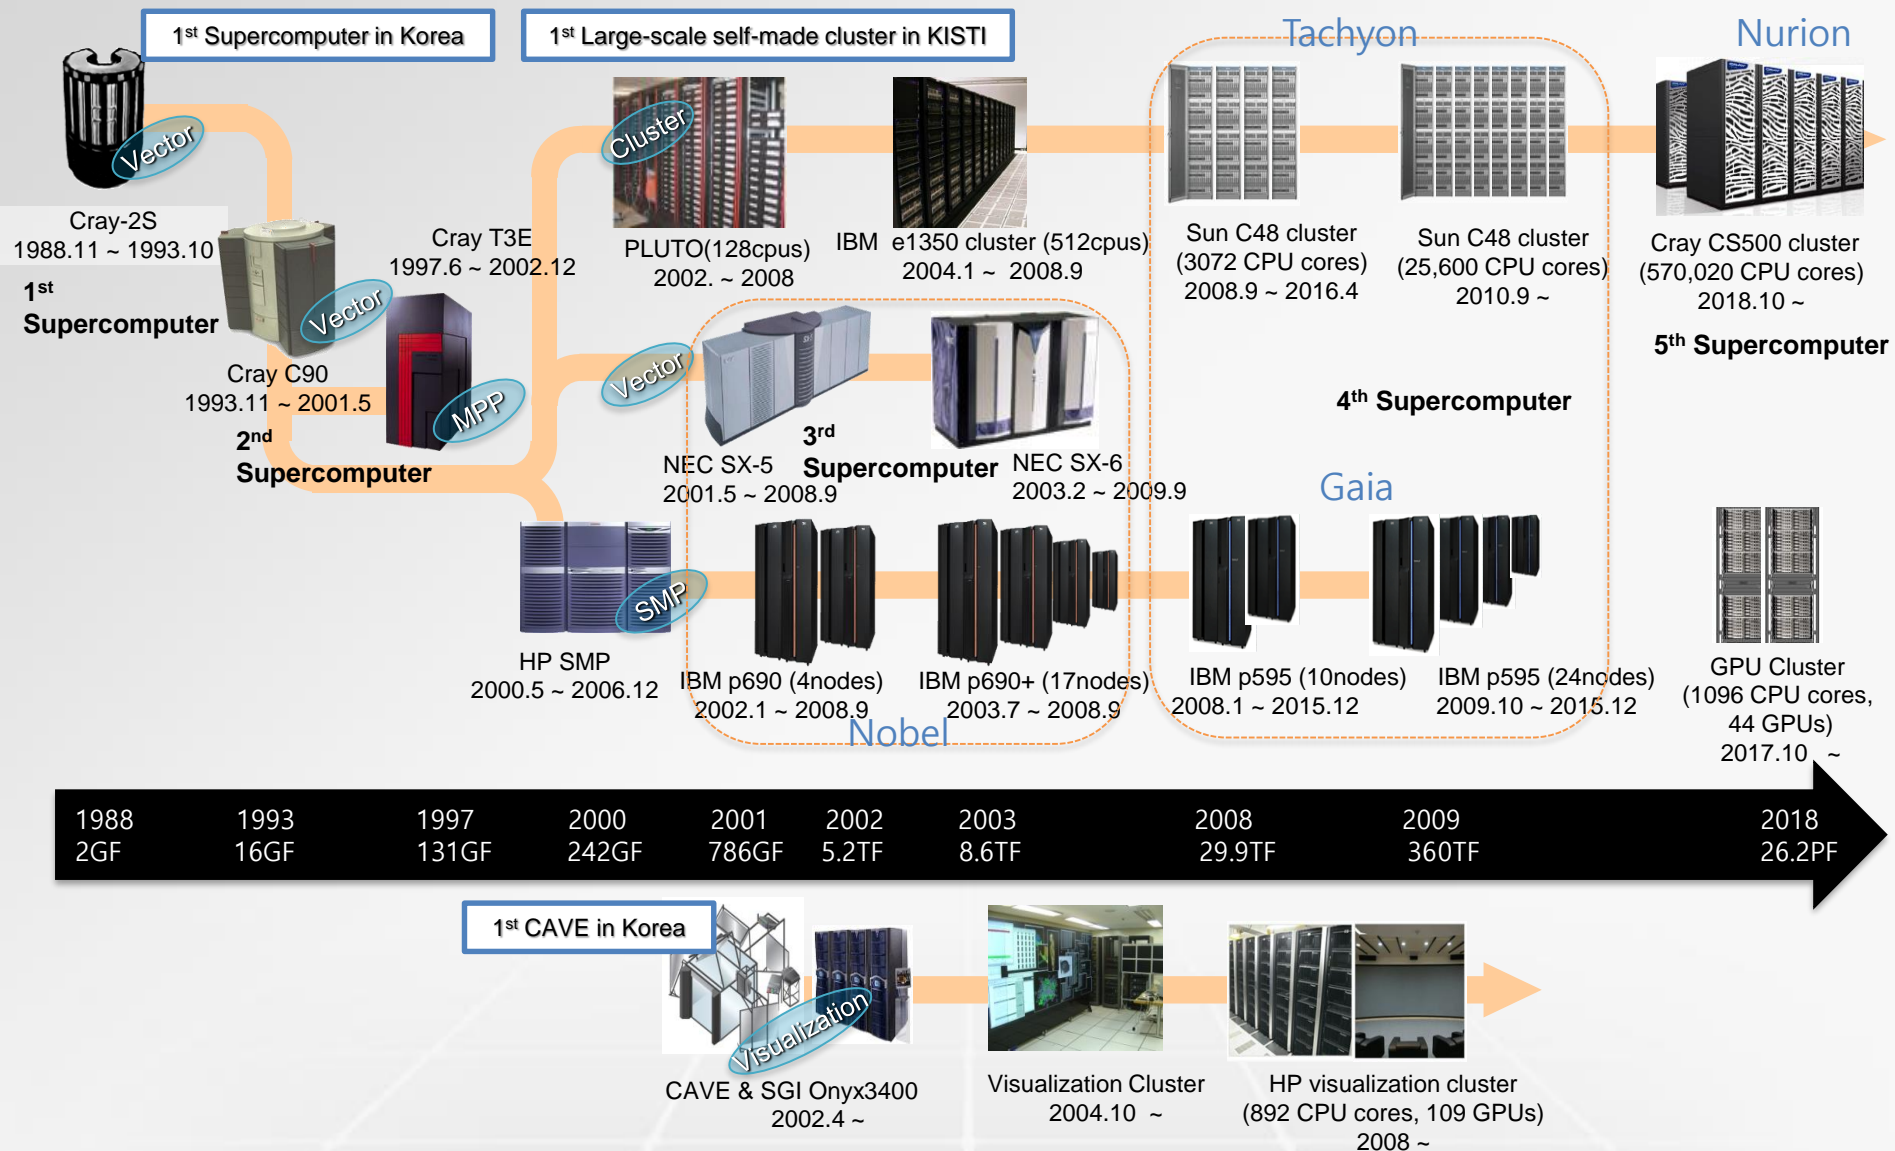 1st Supercomputer in Korea
1st Large-scale self-made cluster in KISTI
Tachyon
Nurion
Vector
Cluster
Cray-2S
1988.11 ~ 1993.10
1st
Supercomputer
Cray T3E
1997.6 ~ 2002.12
PLUTO(128cpus)
2002. ~ 2008
IBM e1350 cluster (512cpus)
2004.1 ~ 2008.9
Sun C48 cluster
(3072 CPU cores)
2008.9 ~ 2016.4
Sun C48 cluster
(25,600 CPU cores)
2010.9 ~
Cray CS500 cluster
(570,020 CPU cores)
2018.10 ~
5th Supercomputer
Vector
Cray C90
1993.11 ~ 2001.5
2nd
Supercomputer
MPP
Vector
NEC SX-5
2001.5 ~ 2008.9
3rd
Supercomputer
NEC SX-6
2003.2 ~ 2009.9
4th Supercomputer
Gaia
SMP
HP SMP
2000.5 ~ 2006.12
IBM p690 (4nodes)
2002.1 ~ 2008.9
IBM p690+ (17nodes)
2003.7 ~ 2008.9
Nobel
IBM p595 (10nodes)
2008.1 ~ 2015.12
IBM p595 (24nodes)
2009.10 ~ 2015.12
GPU Cluster
(1096 CPU cores,
44 GPUs)
2017.10 ~
1988 1993 1997 2000 2001 2002 2003 2008 2009 2018
2GF 16GF 131GF 242GF 786GF 5.2TF 8.6TF 29.9TF 360TF 26.2PF
1st CAVE in Korea
Visualization
CAVE & SGI Onyx3400
2002.4 ~
Visualization Cluster
2004.10 ~
HP visualization cluster
(892 CPU cores, 109 GPUs)
2008 ~